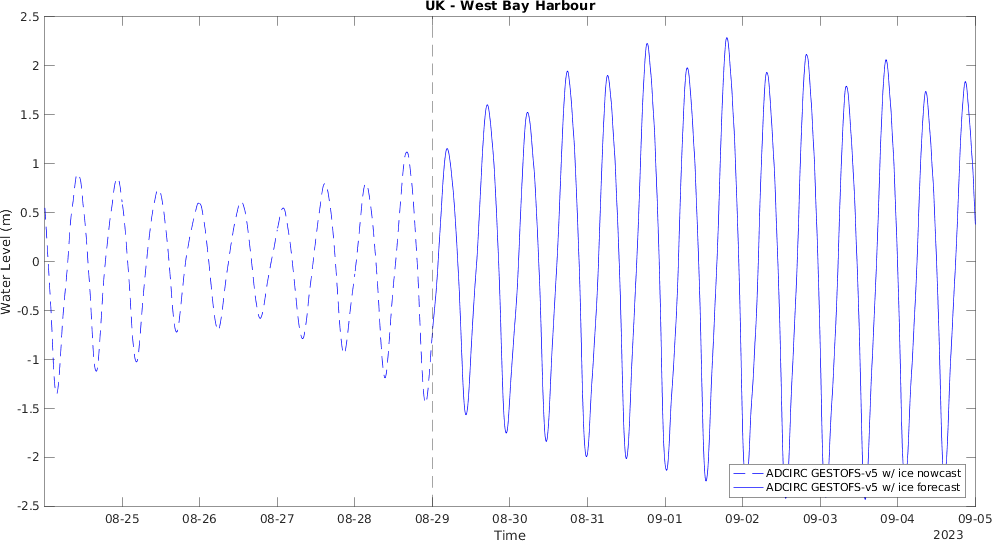 UK - West Bay Harbour
2.5
2
1.5
1
0.5
0
-0.5
-1
-1.5
-2
-2.5
Water Level (m)
ADCIRC GESTOFS-v5 w/ ice nowcast
ADCIRC GESTOFS-v5 w/ ice forecast
08-25 08-26 08-27 08-28 08-29 08-30 08-31 09-01 09-02 09-03 09-04 09-05
Time
2023